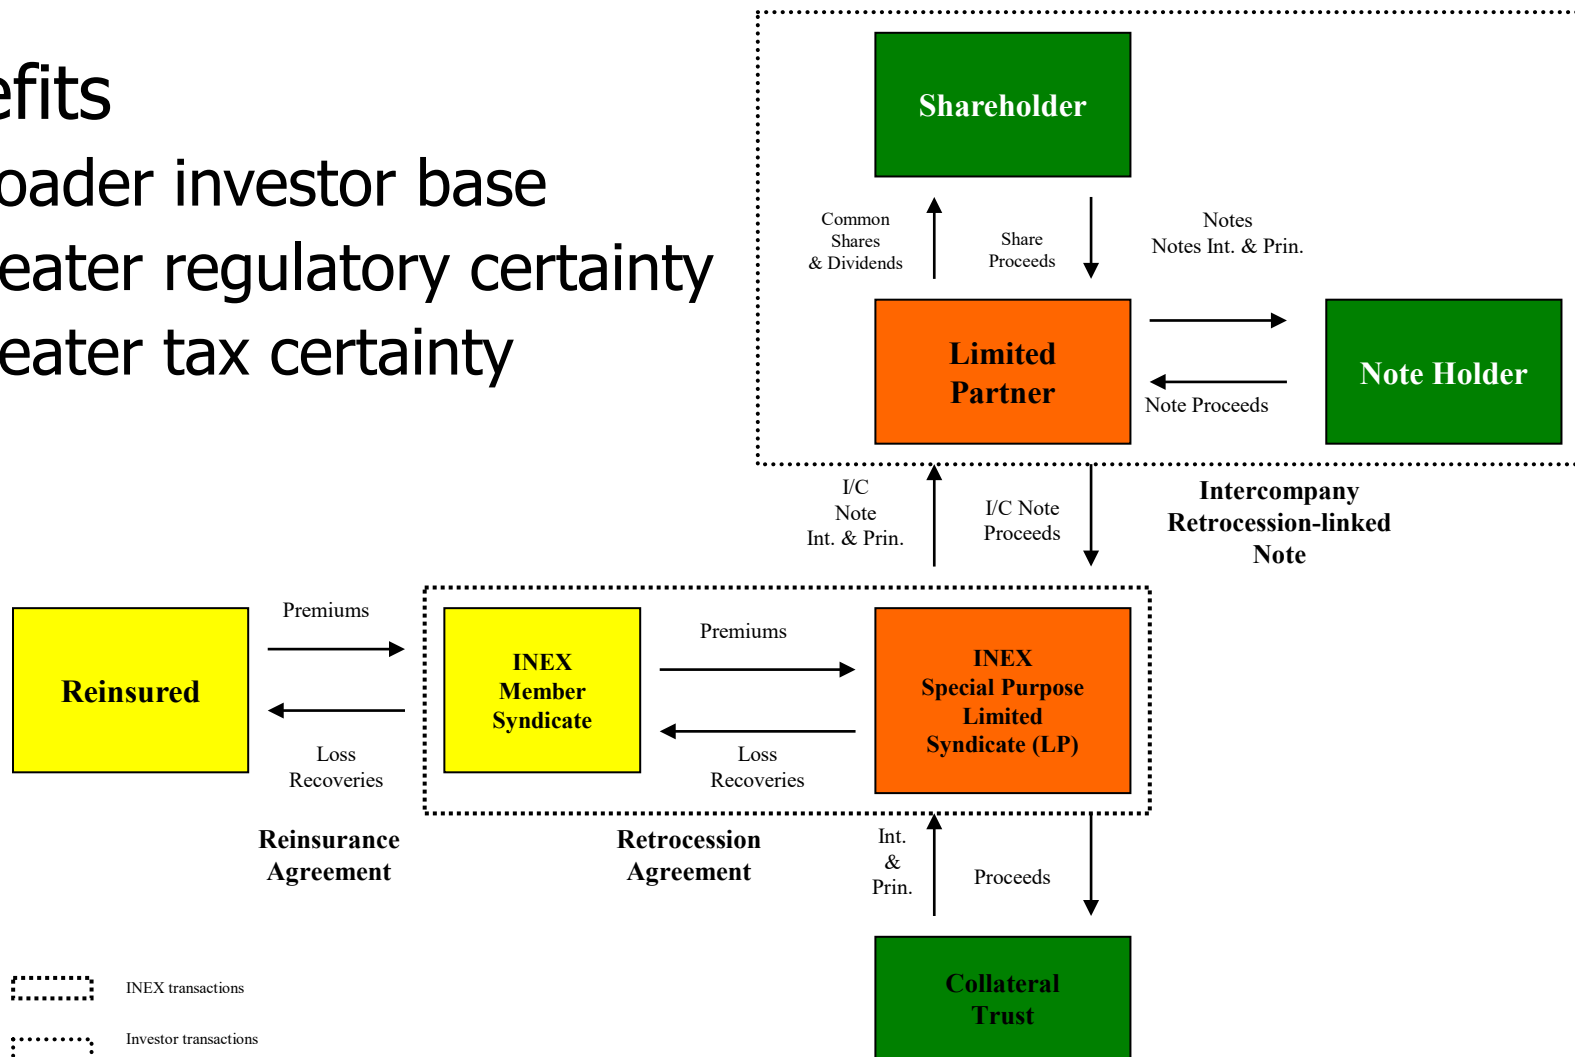 efits
oader investor base
eater regulatory certainty
eater tax certainty
Shareholder
Common
Shares
& Dividends
Share
Proceeds
Notes
Notes Int. & Prin.
Limited
Partner
Note Holder
Note Proceeds
I/C
Note
Int. & Prin.
I/C Note
Proceeds
Intercompany
Retrocession-linked
Note
Reinsured
Premiums
Loss
Recoveries
INEX
Member
Syndicate
Premiums
Loss
Recoveries
INEX
Special Purpose
Limited
Syndicate (LP)
Reinsurance
Agreement
Retrocession
Agreement
Int.
&
Prin.
Proceeds
Collateral
Trust
INEX transactions
Investor transactions